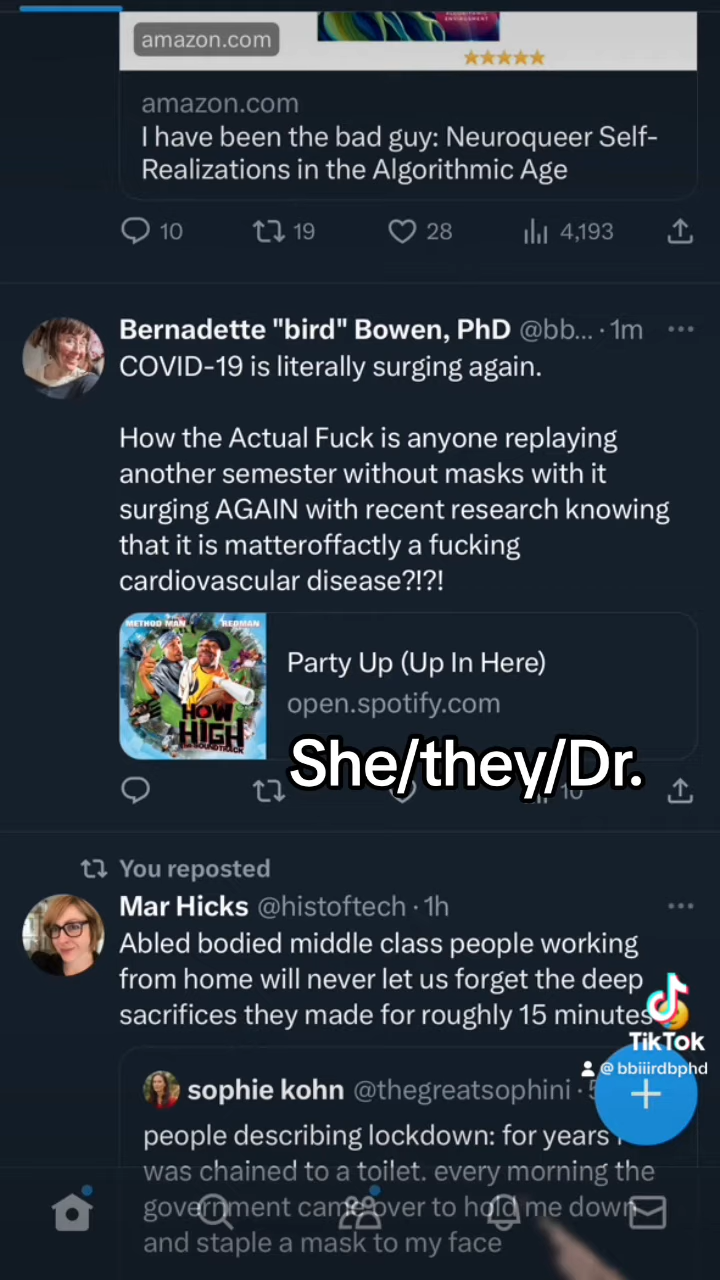 amazon.com
amazon.com
I have been the bad guy: Neuroqueer Self-
Realizations in the Algorithmic Age
10 19 28 4,193
Bernadette "bird" Bowen, PhD @bb... · 1m
COVID-19 is literally surging again.
How the Actual Fuck is anyone replaying
another semester without masks with it
surging AGAIN with recent research knowing
that it is matteroffactly a fucking
cardiovascular disease?!?!
METHOD MAN REDMAN
HOW
HIGH
THE SOUNDTRACK
Party Up (Up In Here)
open.spotify.com
She/they/Dr.
10
You reposted
Mar Hicks @histoftech · 1h
Abled bodied middle class people working
from home will never let us forget the deep
sacrifices they made for roughly 15 minutes
TikTok
@bbiiirdbphd
sophie kohn @thegreatsophini ·
people describing lockdown: for years I
was chained to a toilet. every morning the
government came over to hold me down
and staple a mask to my face